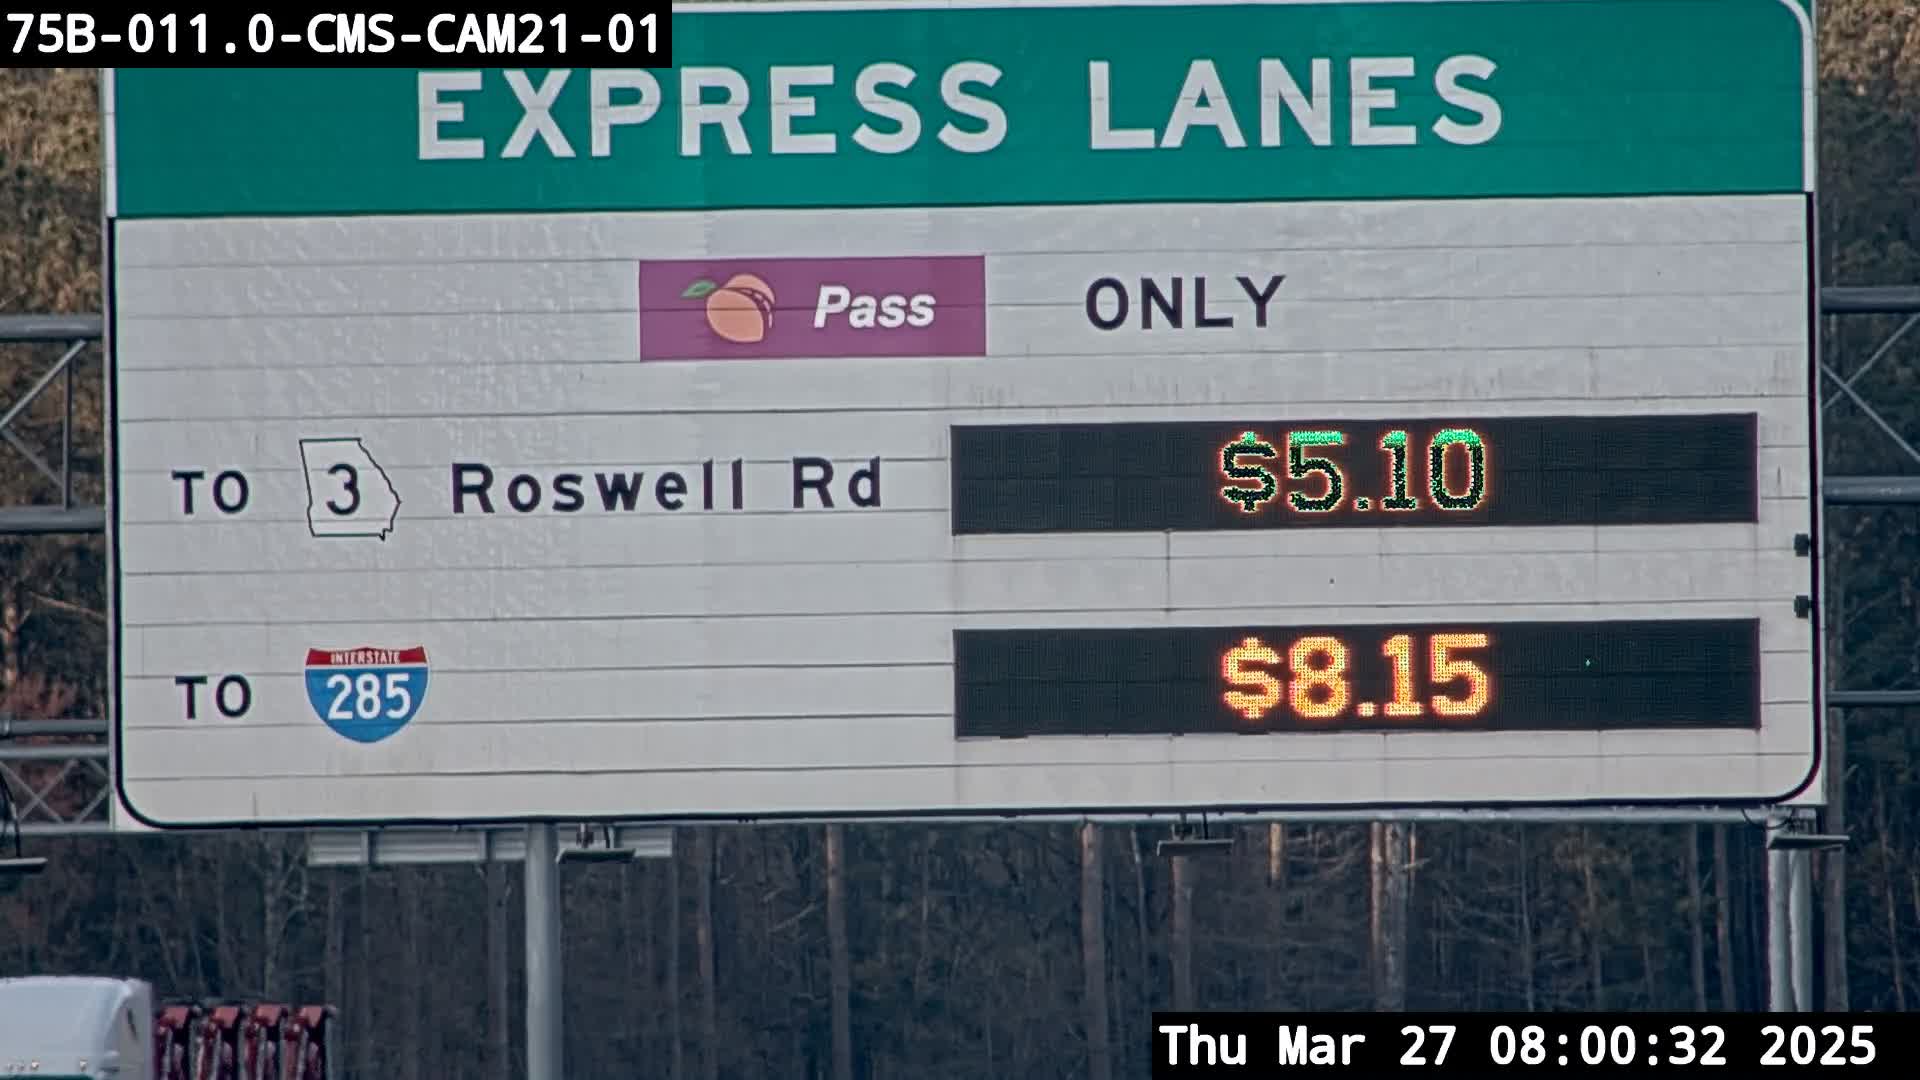 75B-011.0-CMS-CAM21-01
EXPRESS LANES
Pass ONLY
TO 3 Roswell Rd $5.10
INTERSTATE
TO 285 $8.15
Thu Mar 27 08:00:32 2025